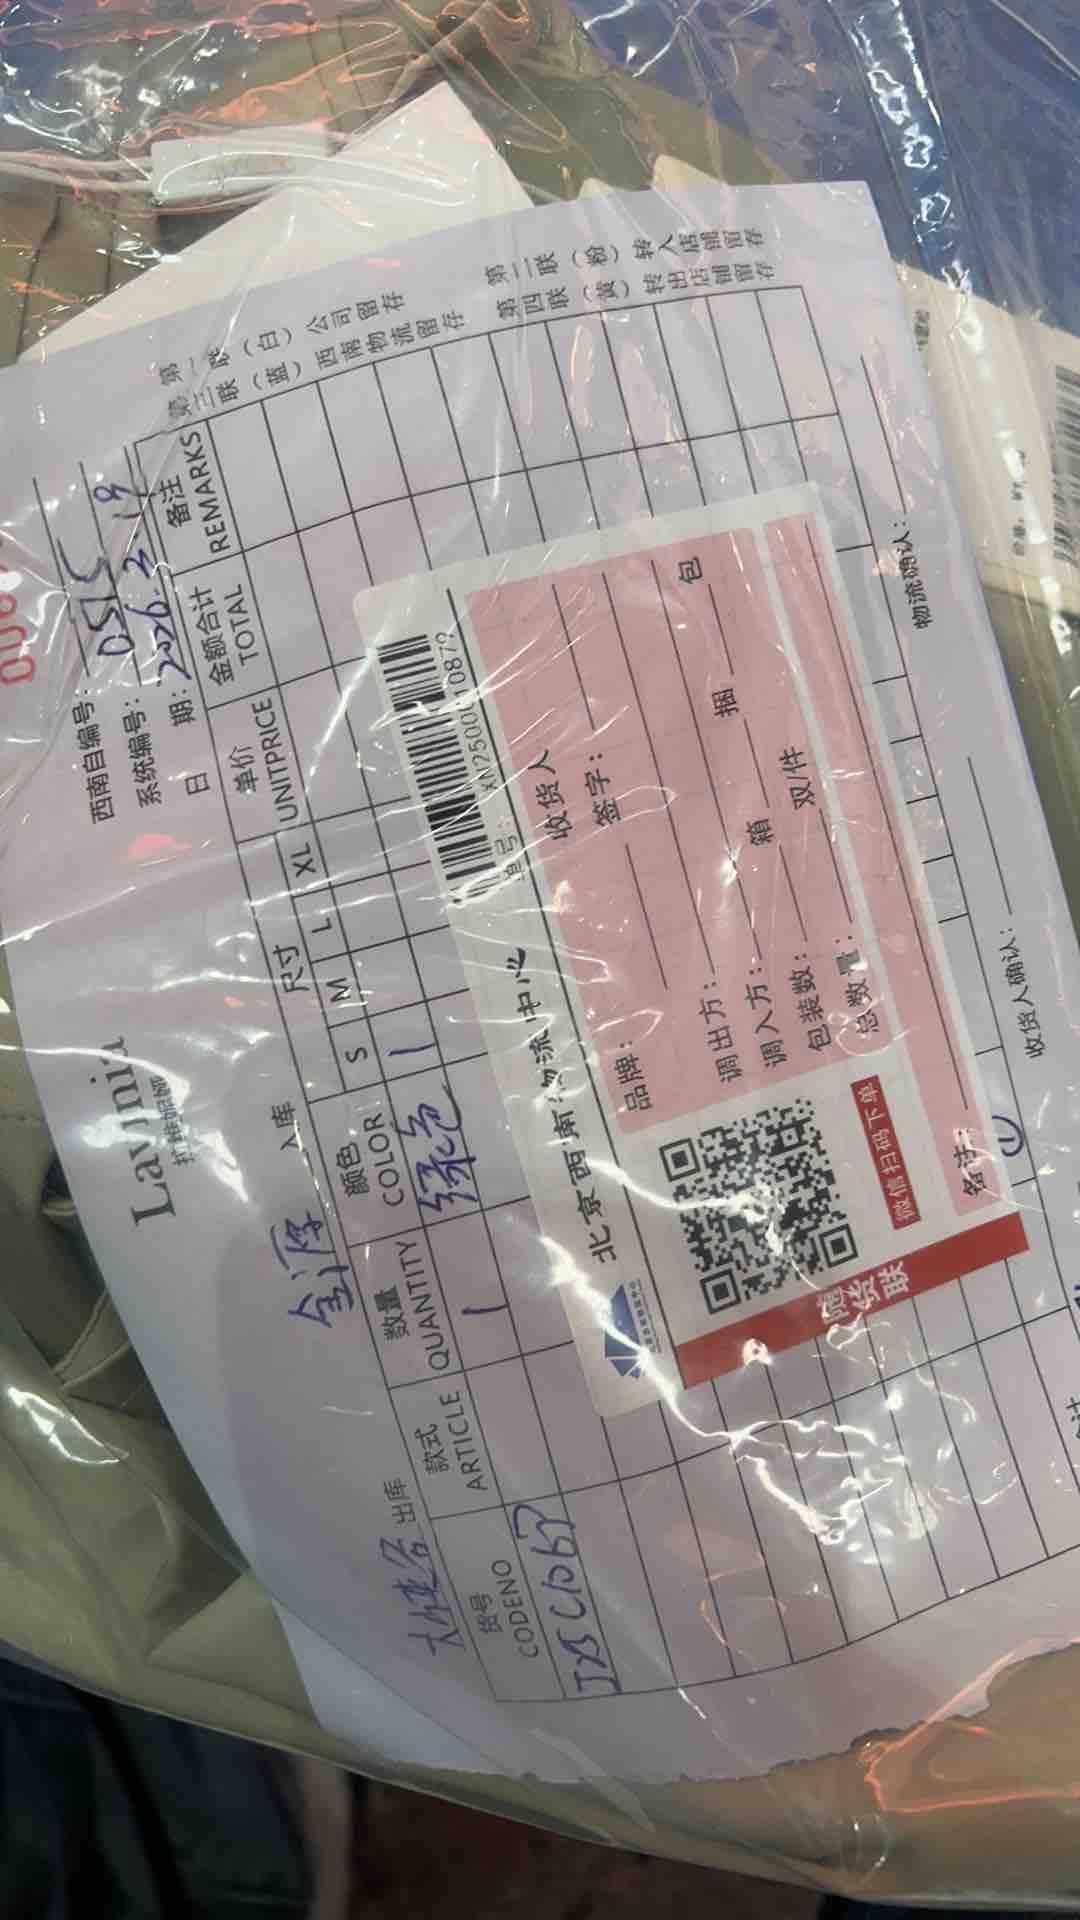 Lavinia
拉维妮娅
西南自编号:
系统编号: 0515
日 期: 2026.3.19
大雄名 出库 金源 入库
货号 款式 数量 颜色 尺寸 单价 金额合计 备注
CODENO ARTICLE QUANTITY COLOR S M L XL UNITPRICE TOTAL REMARKS
1 绿色 1
第一联 (白) 公司留存 第二联 (粉) 转入店铺留存
第三联 (蓝) 西南物流留存 第四联 (黄) 转出店铺留存
北京西南物流中心
品牌: 收货人
签字:
调出方:
调入方:
包装数: 箱 捆 包
总数量: 双/件
微信扫码下单
备注:
随货联
收货人确认: 物流确认: